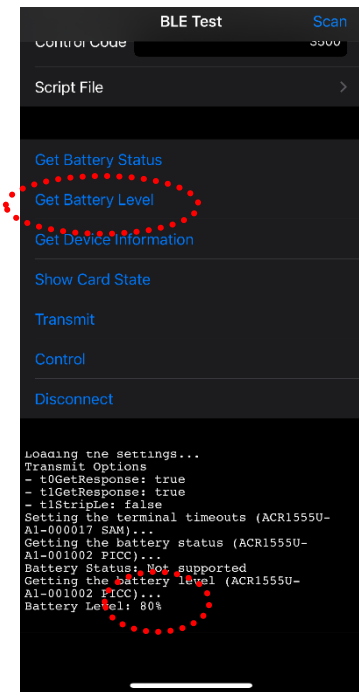 BLE Test
Scan
Control Code
3500
Script File
Get Battery Status
Get Battery Level
Get Device Information
Show Card State
Transmit
Control
Disconnect
Loading the settings...
Transmit Options
- t0GetResponse: true
- t1GetResponse: true
- t1StripLe: false
Setting the terminal timeouts (ACR1555U-
A1-000017 SAM)...
Getting the battery status (ACR1555U-
A1-001002 PICC)...
Battery Status: Not supported
Getting the battery level (ACR1555U-
A1-001002 PICC)...
Battery Level: 80%